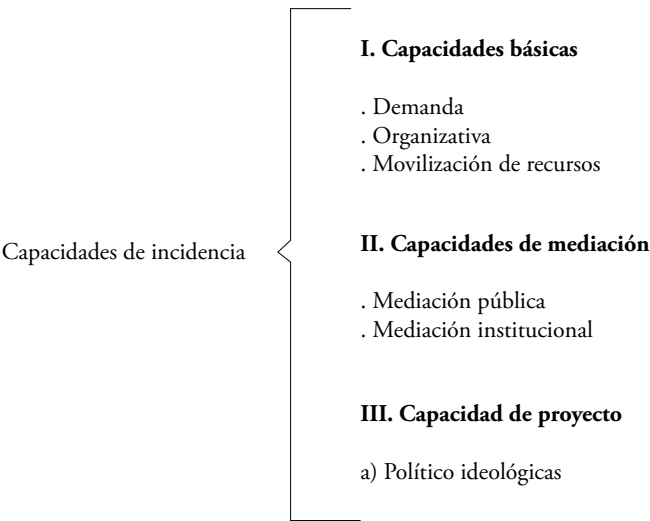 I. Capacidades básicas
. Demanda
. Organizativa
. Movilización de recursos
Capacidades de incidencia
II. Capacidades de mediación
. Mediación pública
. Mediación institucional
III. Capacidad de proyecto
a) Político ideológicas